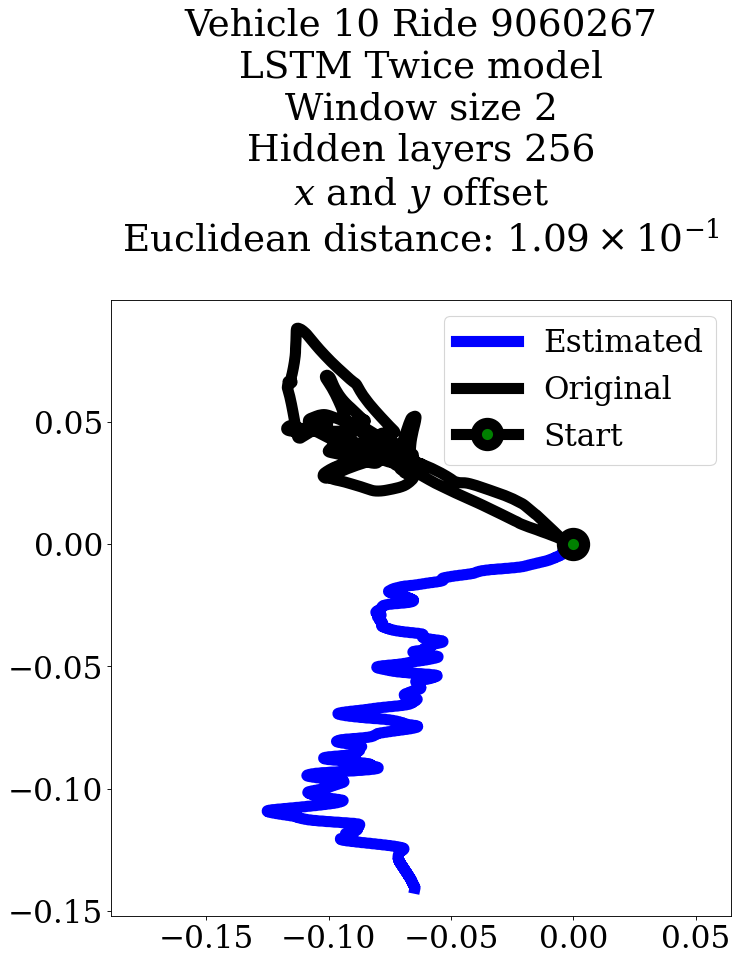 Vehicle 10 Ride 9060267
LSTM Twice model
Window size 2
Hidden layers 256
x and y offset
Euclidean distance: 1.09 × 10⁻¹
Estimated
Original
Start
0.05
0.00
−0.05
−0.10
−0.15
−0.15 −0.10 −0.05 0.00 0.05